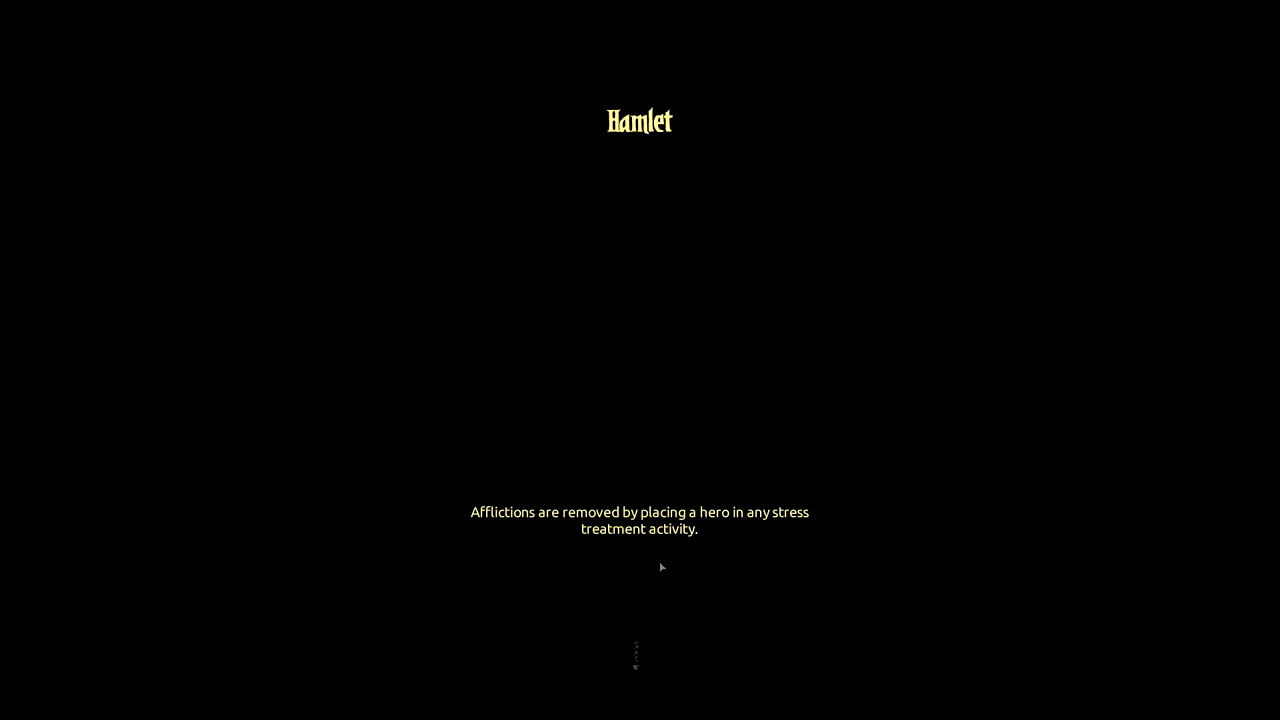 Hamlet
Afflictions are removed by placing a hero in any stress
treatment activity.